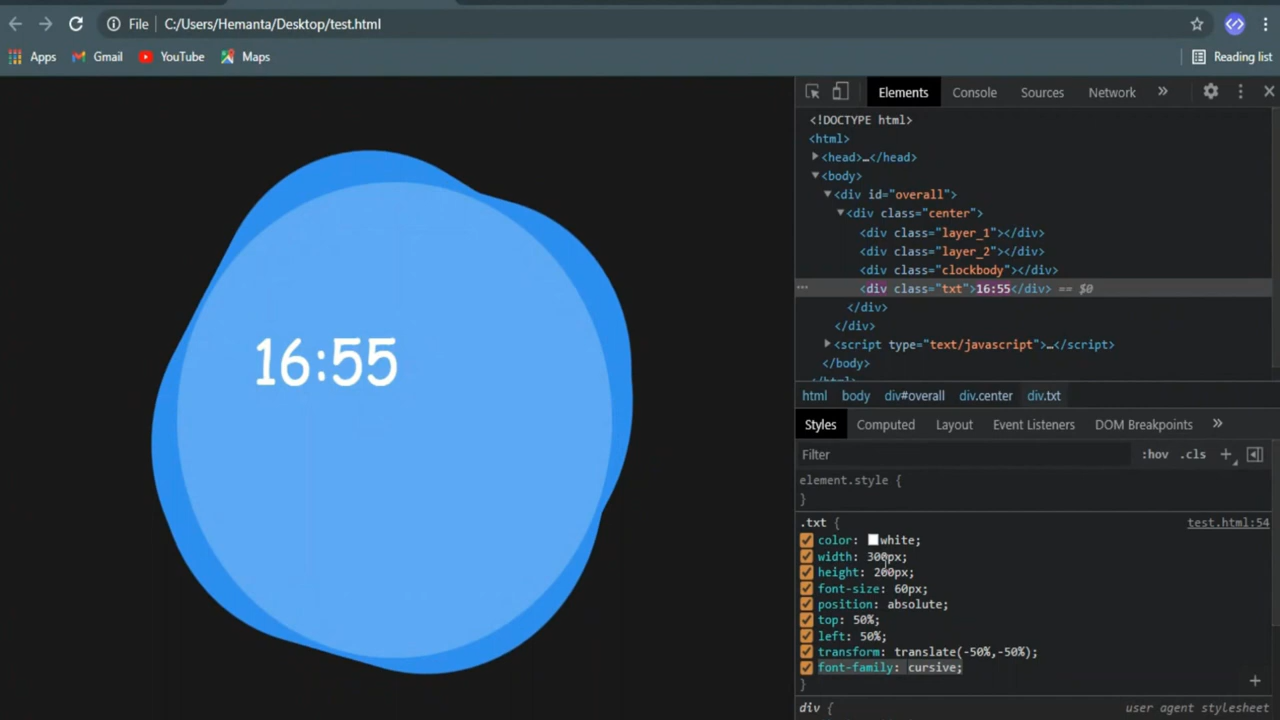 File C:/Users/Hemanta/Desktop/test.html
Apps Gmail YouTube Maps Reading list
Elements Console Sources Network »
<!DOCTYPE html>
<html>
<head>…</head>
<body>
<div id="overall">
<div class="center">
<div class="layer_1"></div>
<div class="layer_2"></div>
<div class="clockbody"></div>
… <div class="txt">16:55</div> == $0
</div>
</div>
<script type="text/javascript">…</script>
</body>
</html>
html body div#overall div.center div.txt
Styles Computed Layout Event Listeners DOM Breakpoints »
Filter :hov .cls +
element.style {
}
.txt { test.html:54
color: white;
width: 300px;
height: 200px;
font-size: 60px;
position: absolute;
top: 50%;
left: 50%;
transform: translate(-50%,-50%);
font-family: cursive;
}
div { user agent stylesheet
16:55